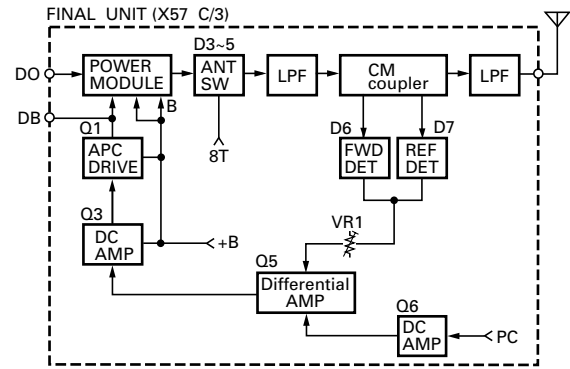 FINAL UNIT (X57 C/3)
D3~5
DO
POWER
MODULE
ANT
SW
LPF
CM
coupler
LPF
DB
B
Q1
8T
D6
D7
APC
DRIVE
FWD
DET
REF
DET
Q3
VR1
DC
AMP
+B
Q5
Differential
AMP
Q6
DC
AMP
PC